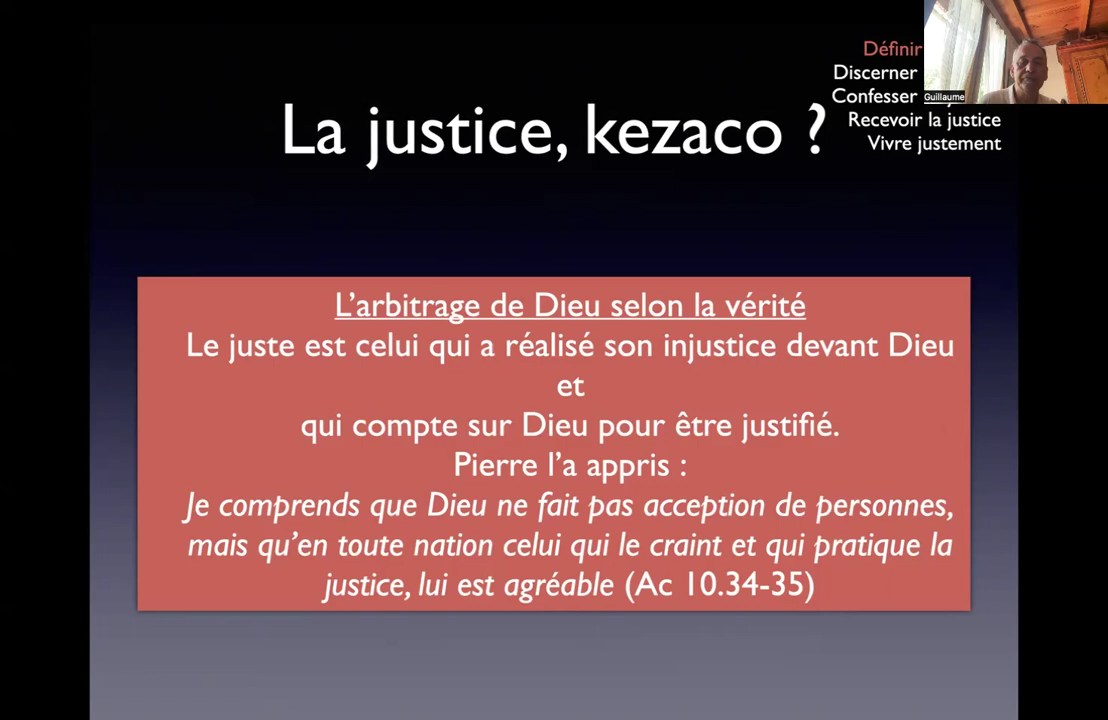 Définir
Discerner
Confesser
Guillaume
Recevoir la justice
Vivre justement
La justice, kezaco ?
L’arbitrage de Dieu selon la vérité
Le juste est celui qui a réalisé son injustice devant Dieu
et
qui compte sur Dieu pour être justifié.
Pierre l’a appris :
Je comprends que Dieu ne fait pas acception de personnes,
mais qu’en toute nation celui qui le craint et qui pratique la
justice, lui est agréable (Ac 10.34-35)